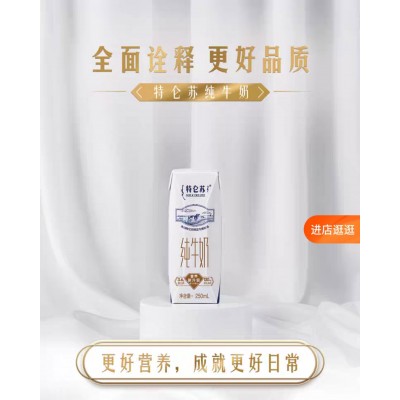 全面诠释 更好品质
特仑苏纯牛奶
特仑苏
纯牛奶
净含量：250mL
进店逛逛
更好营养，成就更好日常